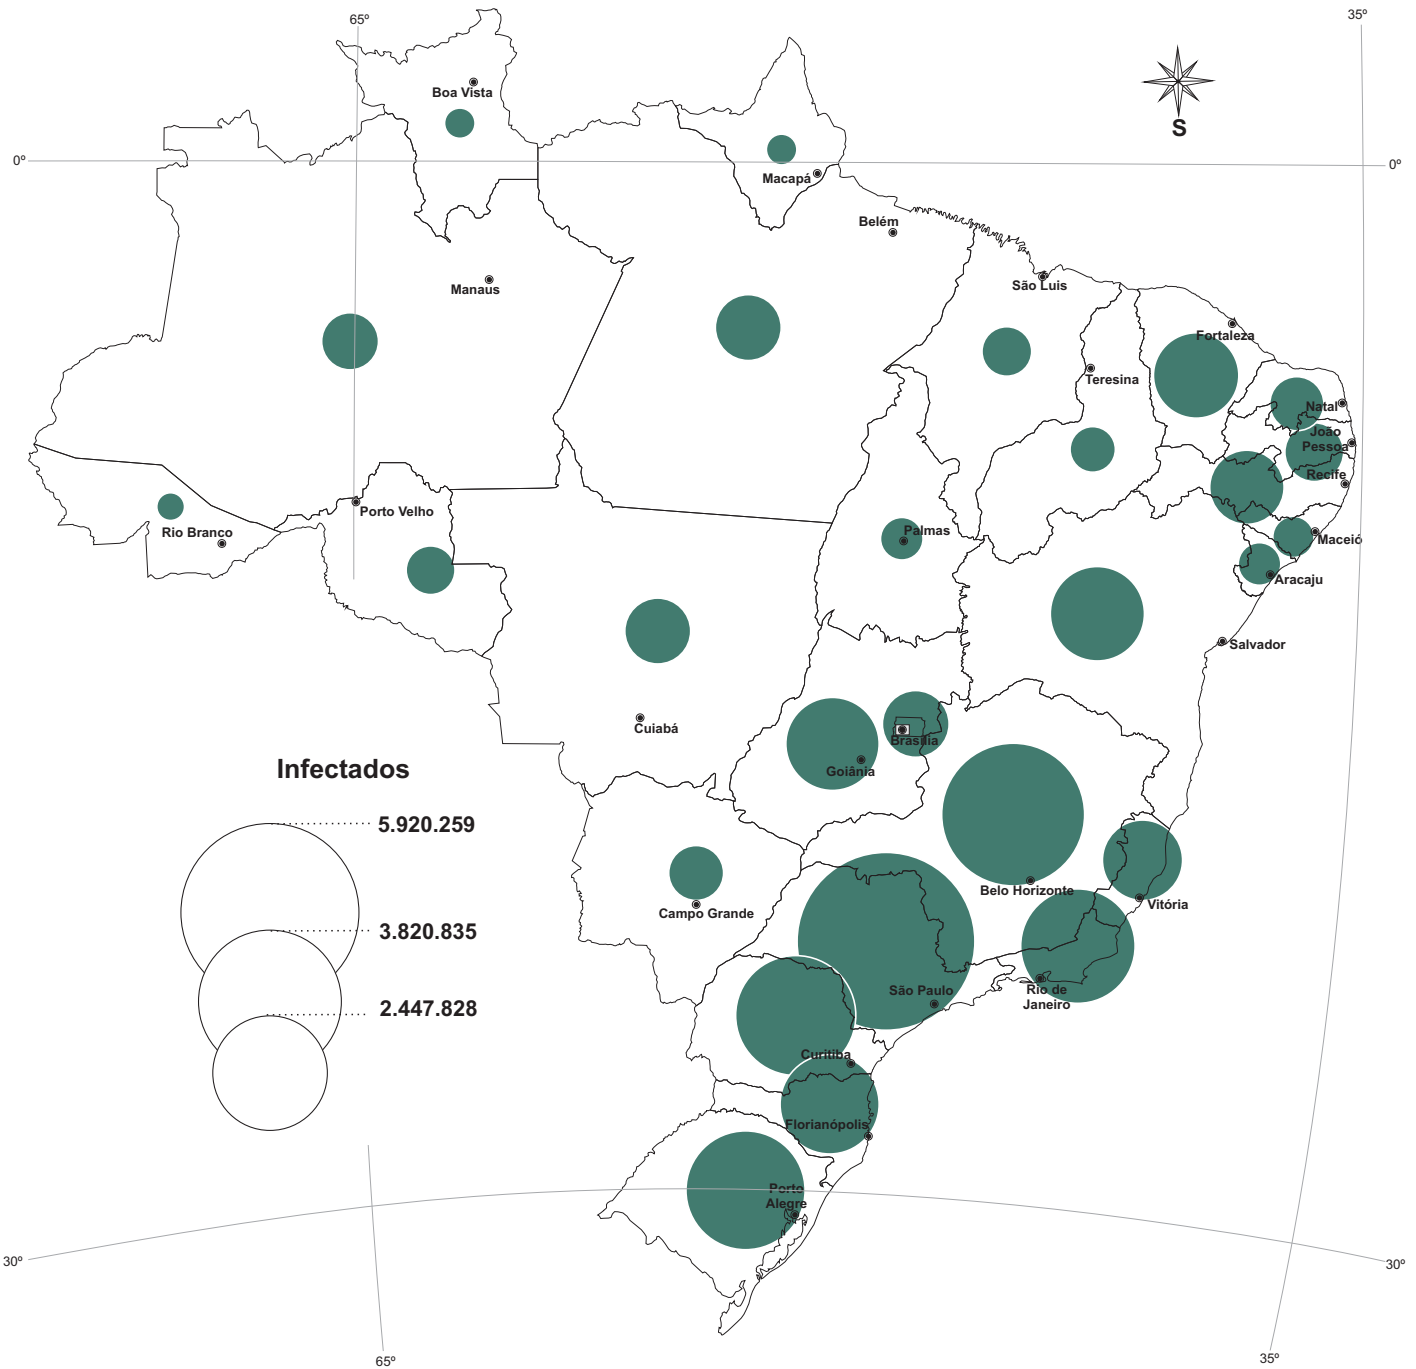 65º
35º
Boa Vista
S
0º
0º
Macapá
Belém
Manaus
São Luis
Fortaleza
Teresina
Natal
João
Pessoa
Recife
Porto Velho
Rio Branco
Palmas
Maceió
Aracaju
Salvador
Cuiabá
Brasília
Goiânia
Infectados
5.920.259
3.820.835
2.447.828
Belo Horizonte
Campo Grande
Vitória
São Paulo
Rio de
Janeiro
Curitiba
Florianópolis
Porto
Alegre
30º
30º
65º
35º